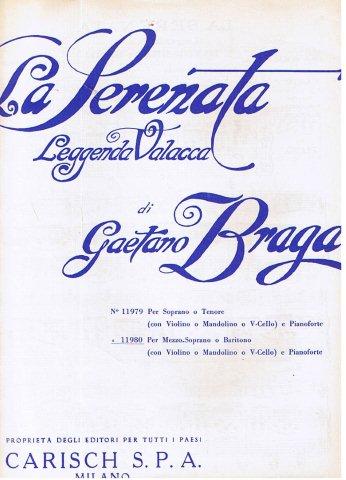 La Serenata
Leggenda Valacca
di
Gaetano Braga
Nº 11979 Per Soprano o Tenore
(con Violino o Mandolino o V-Cello) e Pianoforte
« 11980 Per Mezzo-Soprano o Baritono
(con Violino o Mandolino o V-Cello) e Pianoforte
PROPRIETÀ DEGLI EDITORI PER TUTTI I PAESI
CARISCH S.P.A.
MILANO